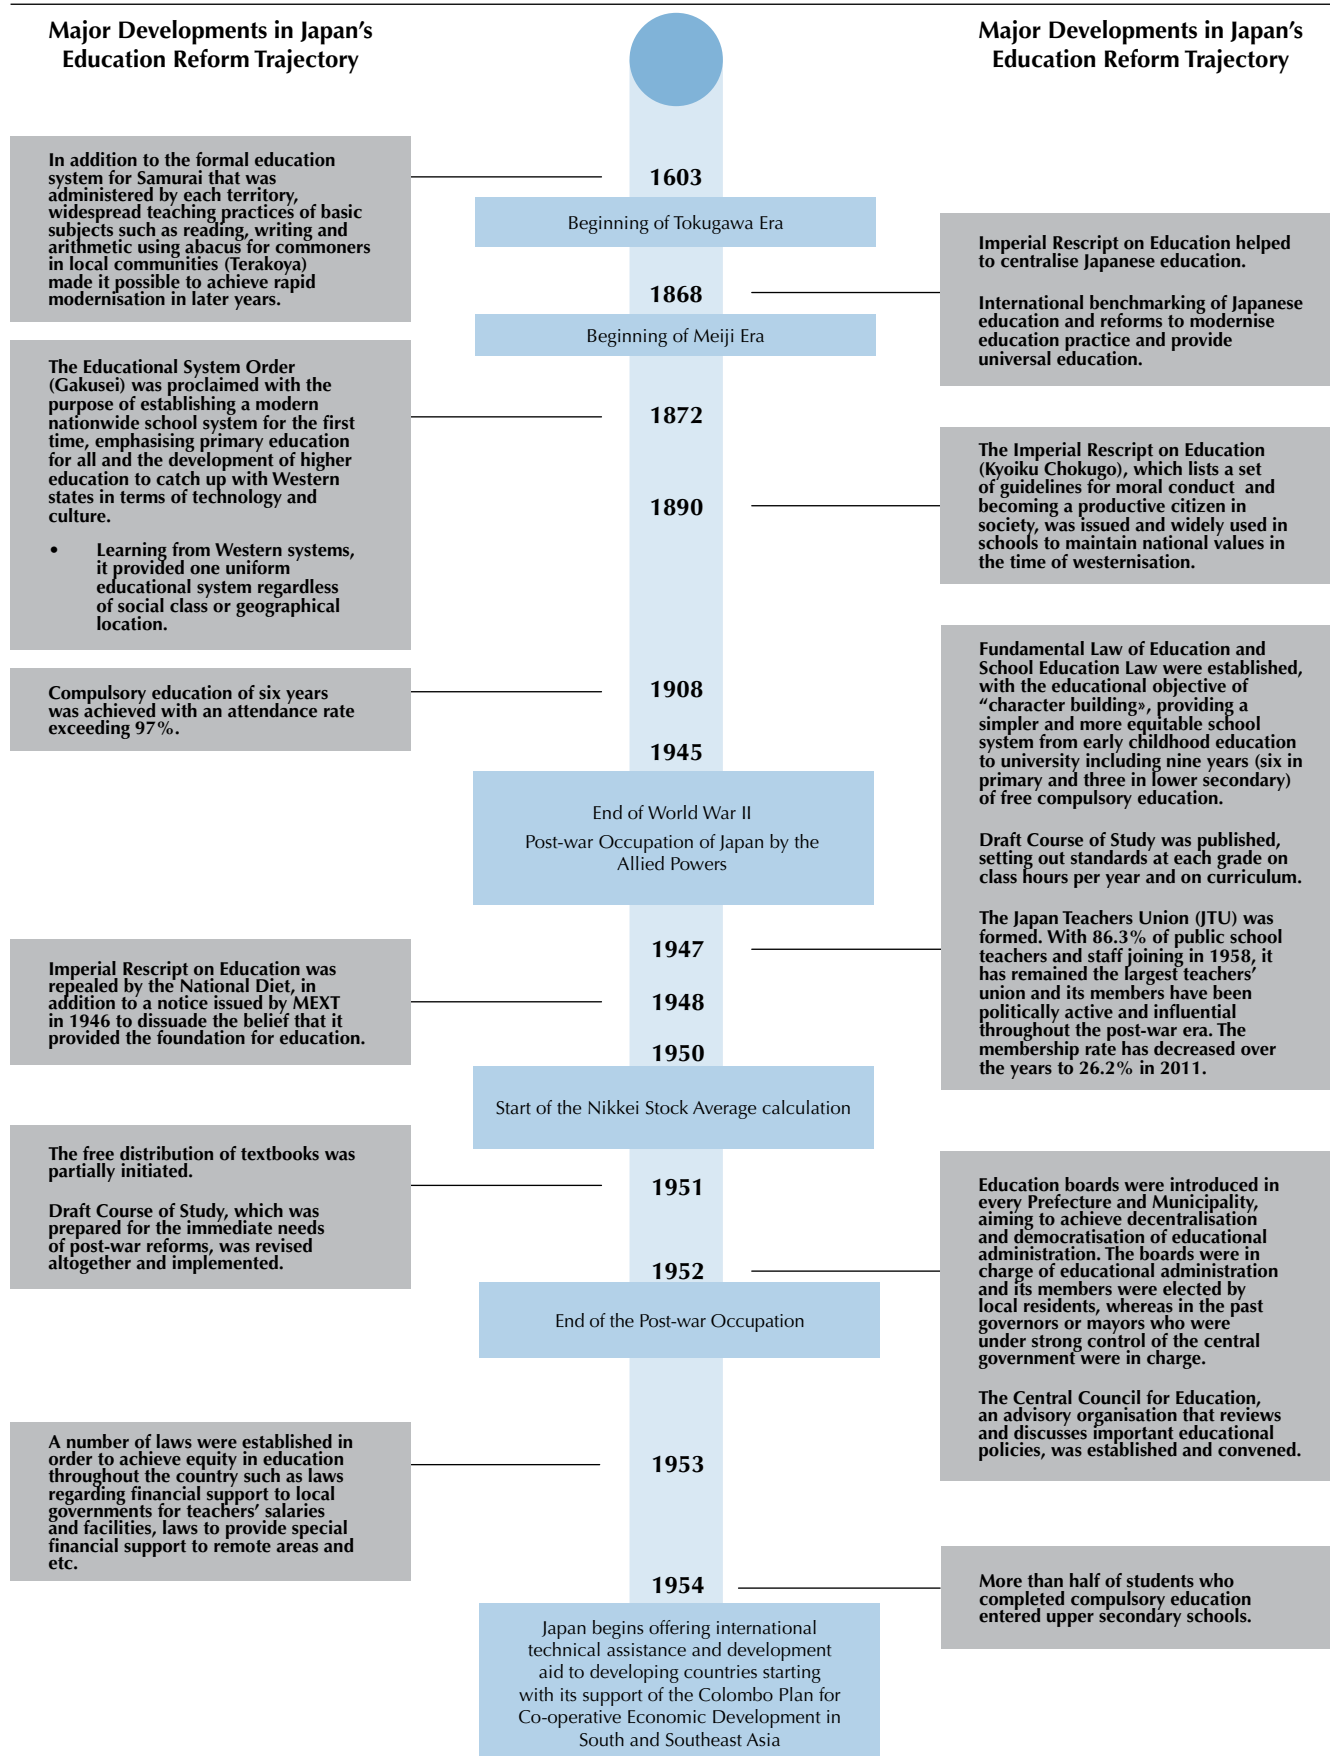 Major Developments in Japan's
Education Reform Trajectory
Major Developments in Japan's
Education Reform Trajectory
In addition to the formal education
system for Samurai that was
administered by each territory,
widespread teaching practices of basic
subjects such as reading, writing and
arithmetic using abacus for commoners
in local communities (Terakoya)
made it possible to achieve rapid
modernisation in later years.
1603
Beginning of Tokugawa Era
1868
Beginning of Meiji Era
Imperial Rescript on Education helped
to centralise Japanese education.
International benchmarking of Japanese
education and reforms to modernise
education practice and provide
universal education.
The Educational System Order
(Gakusei) was proclaimed with the
purpose of establishing a modern
nationwide school system for the first
time, emphasising primary education
for all and the development of higher
education to catch up with Western
states in terms of technology and
culture.
• Learning from Western systems,
it provided one uniform
educational system regardless
of social class or geographical
location.
1872
1890
The Imperial Rescript on Education
(Kyoiku Chokugo), which lists a set
of guidelines for moral conduct and
becoming a productive citizen in
society, was issued and widely used in
schools to maintain national values in
the time of westernisation.
Compulsory education of six years
was achieved with an attendance rate
exceeding 97%.
1908
1945
End of World War II
Post-war Occupation of Japan by the
Allied Powers
1947
Fundamental Law of Education and
School Education Law were established,
with the educational objective of
“character building», providing a
simpler and more equitable school
system from early childhood education
to university including nine years (six in
primary and three in lower secondary)
of free compulsory education.
Draft Course of Study was published,
setting out standards at each grade on
class hours per year and on curriculum.
The Japan Teachers Union (JTU) was
formed. With 86.3% of public school
teachers and staff joining in 1958, it
has remained the largest teachers'
union and its members have been
politically active and influential
throughout the post-war era. The
membership rate has decreased over
the years to 26.2% in 2011.
Imperial Rescript on Education was
repealed by the National Diet, in
addition to a notice issued by MEXT
in 1946 to dissuade the belief that it
provided the foundation for education.
1948
1950
Start of the Nikkei Stock Average calculation
The free distribution of textbooks was
partially initiated.
Draft Course of Study, which was
prepared for the immediate needs
of post-war reforms, was revised
altogether and implemented.
1951
1952
End of the Post-war Occupation
Education boards were introduced in
every Prefecture and Municipality,
aiming to achieve decentralisation
and democratisation of educational
administration. The boards were in
charge of educational administration
and its members were elected by
local residents, whereas in the past
governors or mayors who were
under strong control of the central
government were in charge.
The Central Council for Education,
an advisory organisation that reviews
and discusses important educational
policies, was established and convened.
A number of laws were established in
order to achieve equity in education
throughout the country such as laws
regarding financial support to local
governments for teachers' salaries
and facilities, laws to provide special
financial support to remote areas and
etc.
1953
1954
Japan begins offering international
technical assistance and development
aid to developing countries starting
with its support of the Colombo Plan for
Co-operative Economic Development in
South and Southeast Asia
More than half of students who
completed compulsory education
entered upper secondary schools.